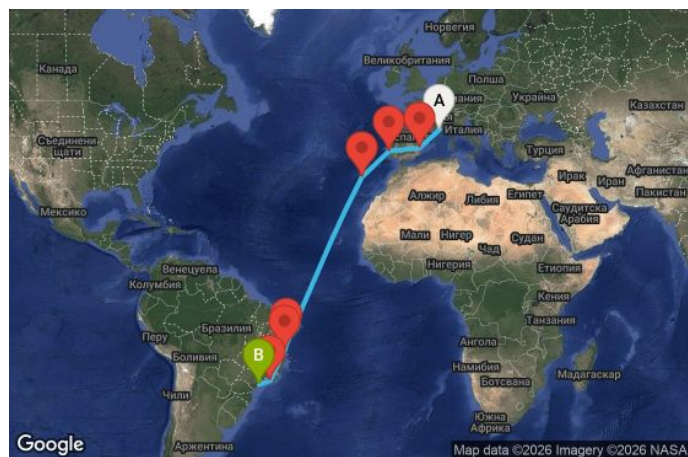 Норвегия
Канада
Великобритания
Полша
Украйна
Казахстан
A
Италия
Съединени
щати
Турция
Ирак
Иран
Афганистан
Пакистан
Алжир
Либия
Египет
Саудитска
Арабия
Мексико
Мали
Нигер
Чад
Судан
Венецуела
Колумбия
Нигерия
Етиопия
Кения
Перу
Бразилия
Танзания
B
Боливия
Ангола
Намибия
Ботсвана
Мадагаскар
Чили
Южна
Африка
Аржентина
Google
Map data ©2026 Imagery ©2026 NASA